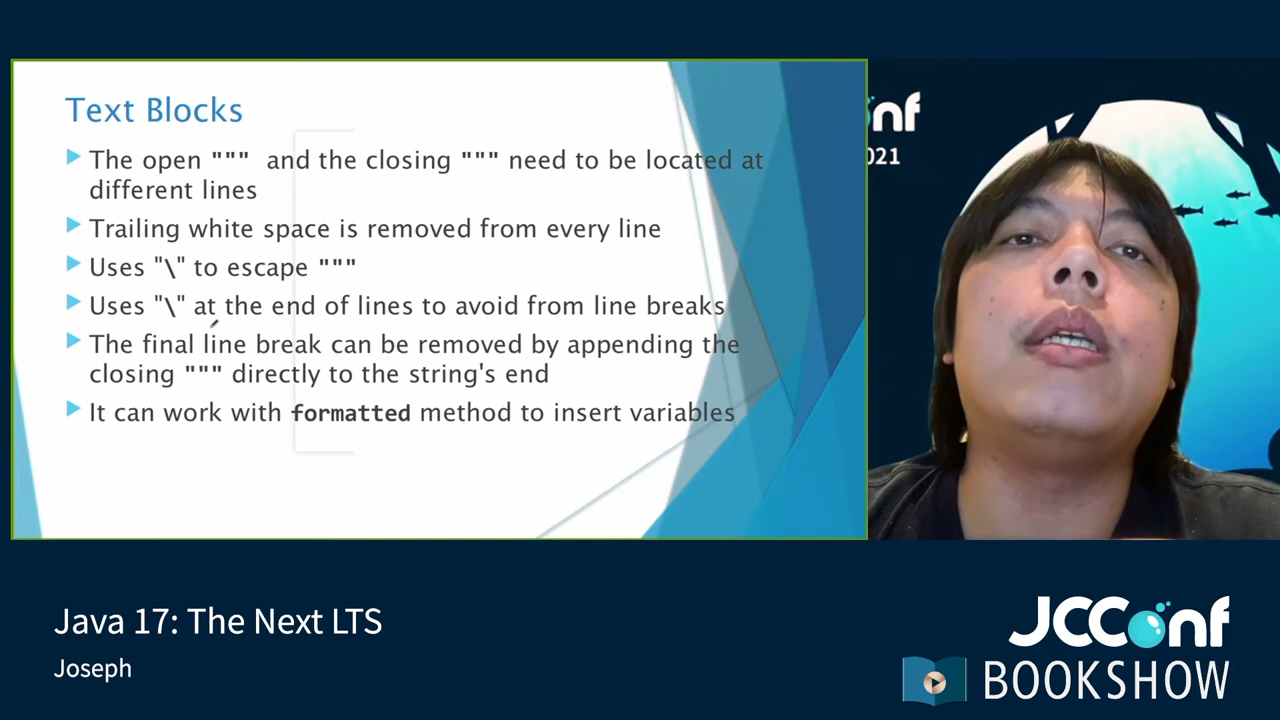 Text Blocks
The open """ and the closing """ need to be located at
different lines
Trailing white space is removed from every line
Uses "\" to escape """
Uses "\" at the end of lines to avoid from line breaks
The final line break can be removed by appending the
closing """ directly to the string's end
It can work with formatted method to insert variables
nf
021
Java 17: The Next LTS
Joseph
JCConf
BOOKSHOW